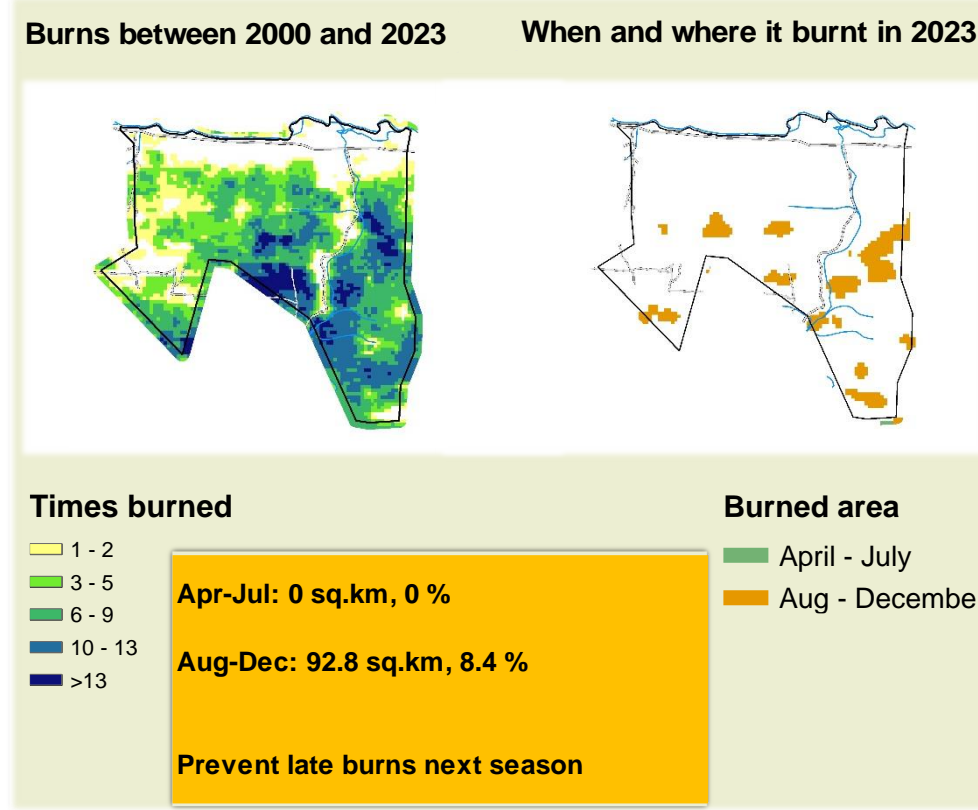 Burns between 2000 and 2023
When and where it burnt in 2023
Times burned
1 - 2
3 - 5
6 - 9
10 - 13
>13
Apr-Jul: 0 sq.km, 0 %
Aug-Dec: 92.8 sq.km, 8.4 %
Prevent late burns next season
Burned area
April - July
Aug - Decembe